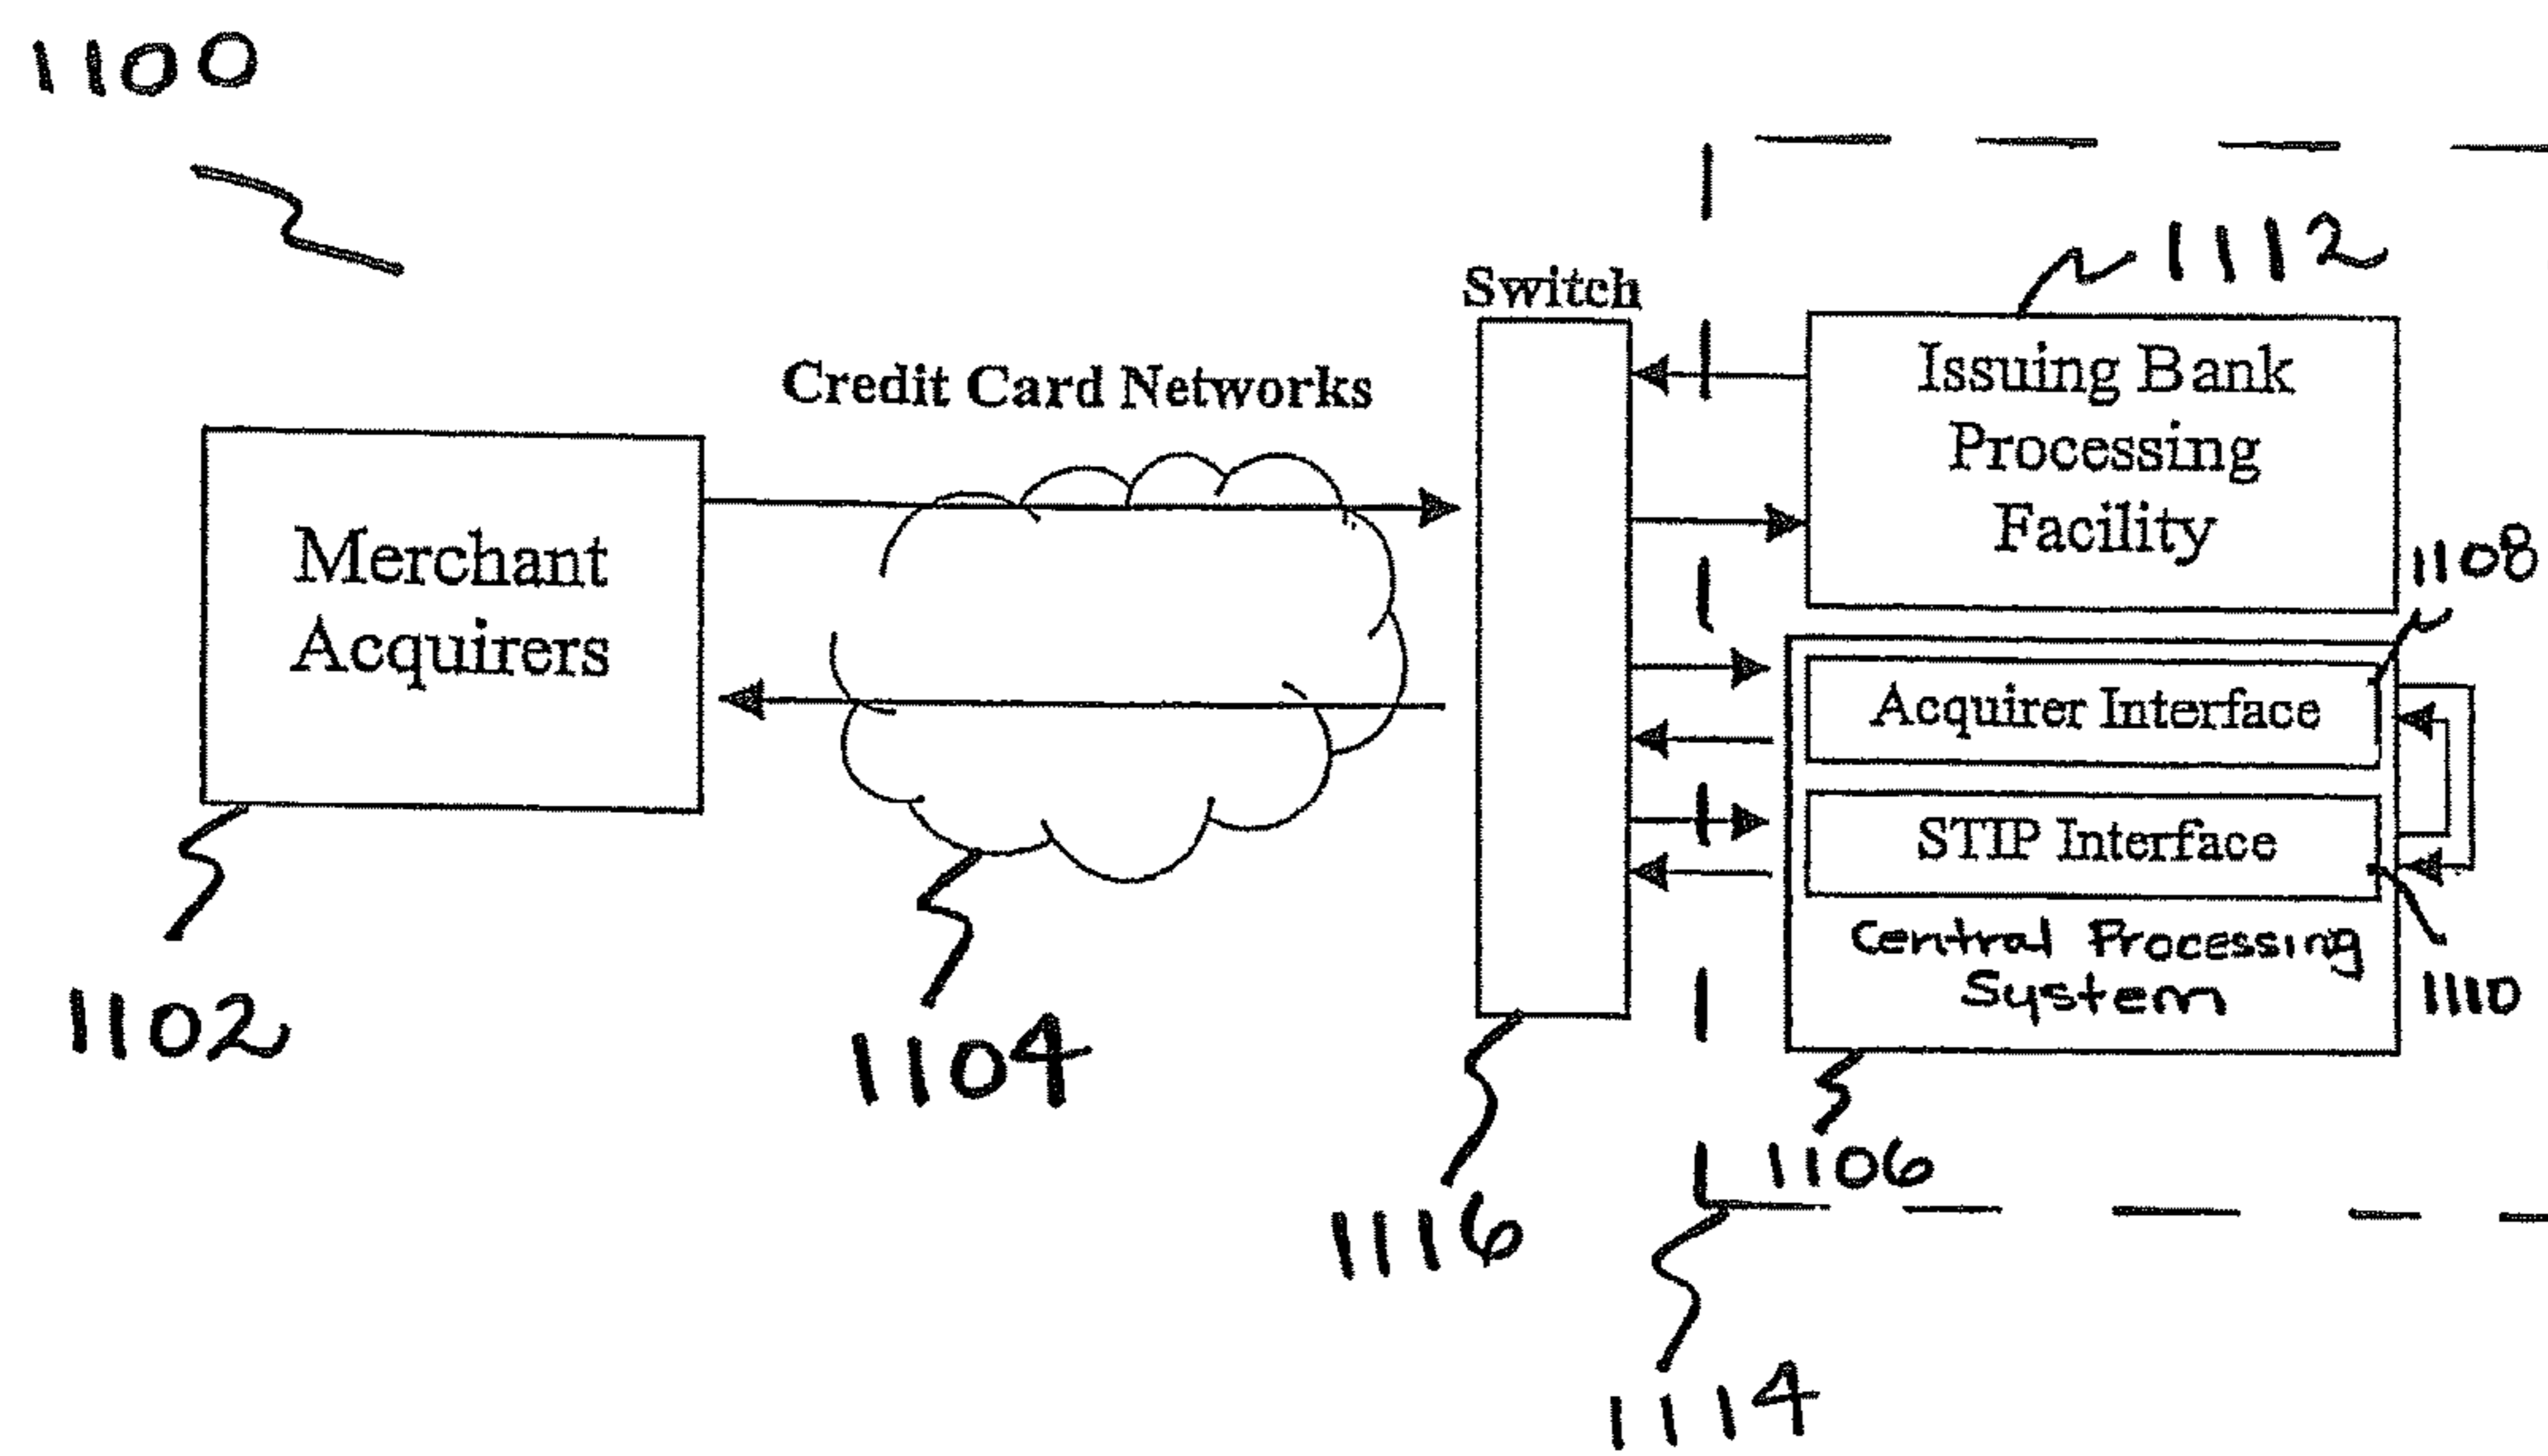 1100
1112
Switch
Credit Card Networks
Issuing Bank
Processing
Facility
Merchant
Acquirers
1108
Acquirer Interface
STIP Interface
Central Processing
System
1110
1102
1104
1106
1116
1114